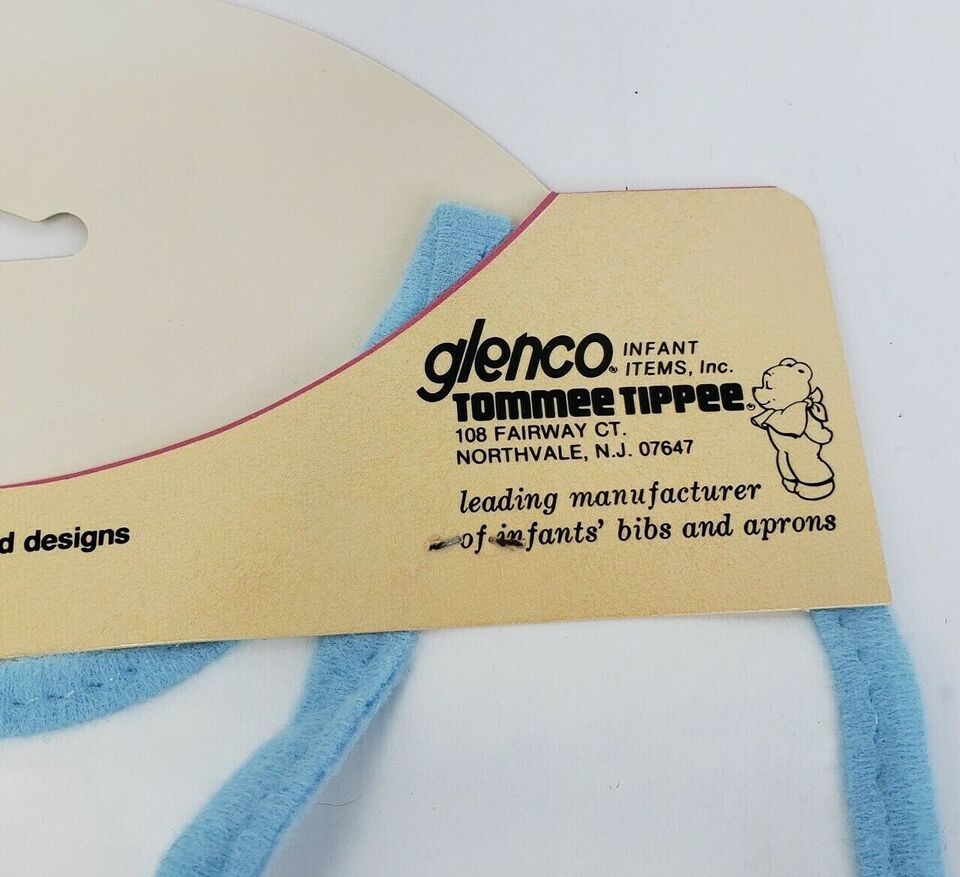 glenco® INFANT
ITEMS, Inc.
TOMMEE TIPPEE®
108 FAIRWAY CT.
NORTHVALE, N.J. 07647
leading manufacturer
of infants' bibs and aprons
d designs